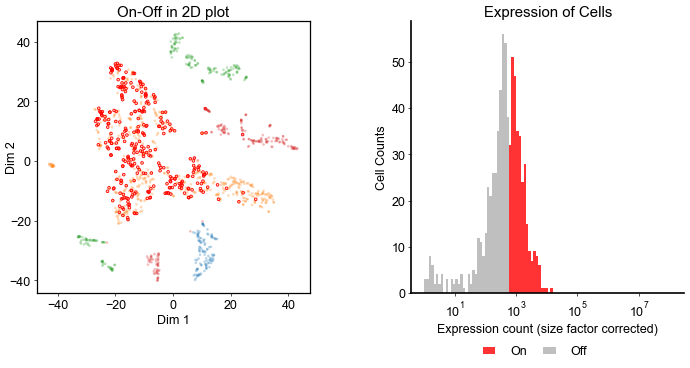 On-Off in 2D plot
Dim 2
40
20
0
−20
−40
−40 −20 0 20 40
Dim 1
Expression of Cells
Cell Counts
50
40
30
20
10
0
10^1 10^3 10^5 10^7
Expression count (size factor corrected)
On Off